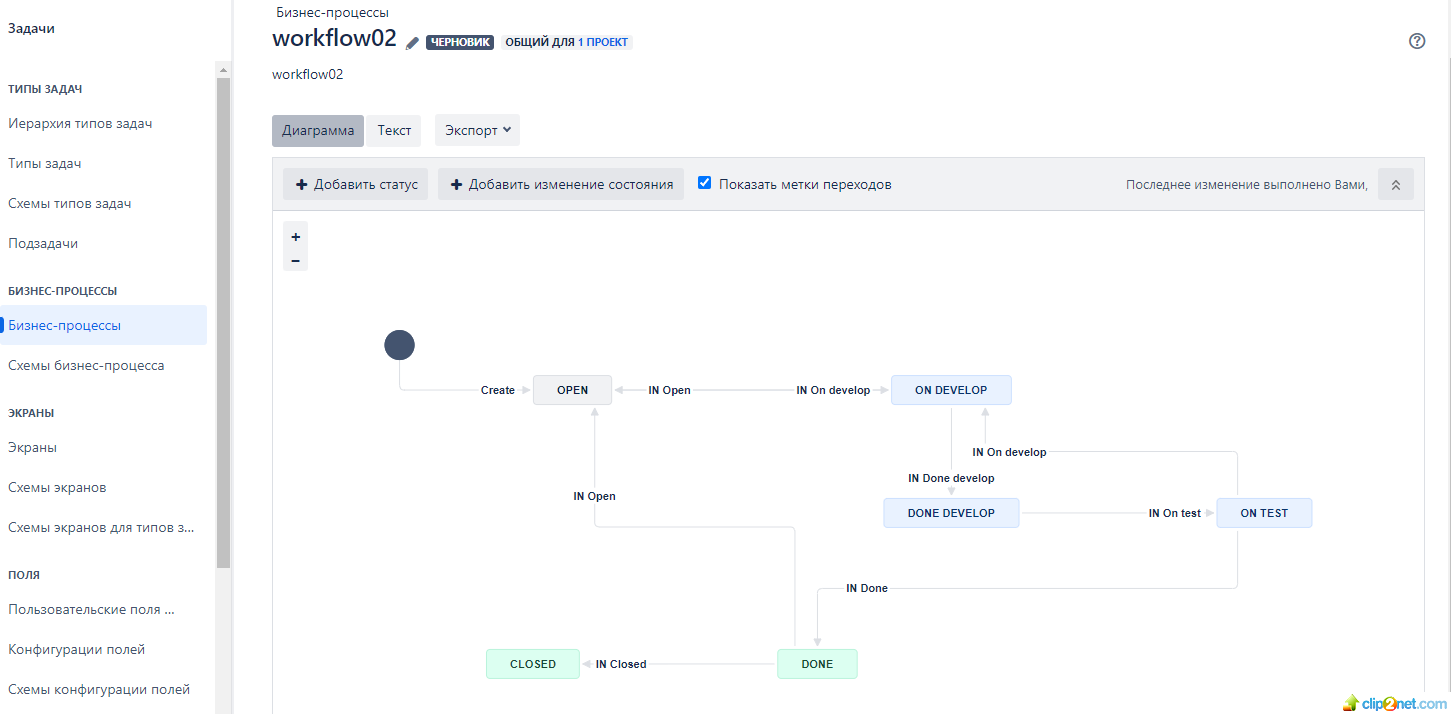 Задачи
ТИПЫ ЗАДАЧ
Иерархия типов задач
Типы задач
Схемы типов задач
Подзадачи
БИЗНЕС-ПРОЦЕССЫ
Бизнес-процессы
Схемы бизнес-процесса
ЭКРАНЫ
Экраны
Схемы экранов
Схемы экранов для типов з...
ПОЛЯ
Пользовательские поля ...
Конфигурации полей
Схемы конфигурации полей
Бизнес-процессы
workflow02 ЧЕРНОВИК ОБЩИЙ ДЛЯ 1 ПРОЕКТ
workflow02
Диаграмма Текст Экспорт
Добавить статус Добавить изменение состояния Показать метки переходов Последнее изменение выполнено Вами,
+
−
Create OPEN IN Open IN On develop ON DEVELOP
IN On develop
IN Done develop
IN Open
DONE DEVELOP IN On test ON TEST
IN Done
CLOSED IN Closed DONE
clip2net.com